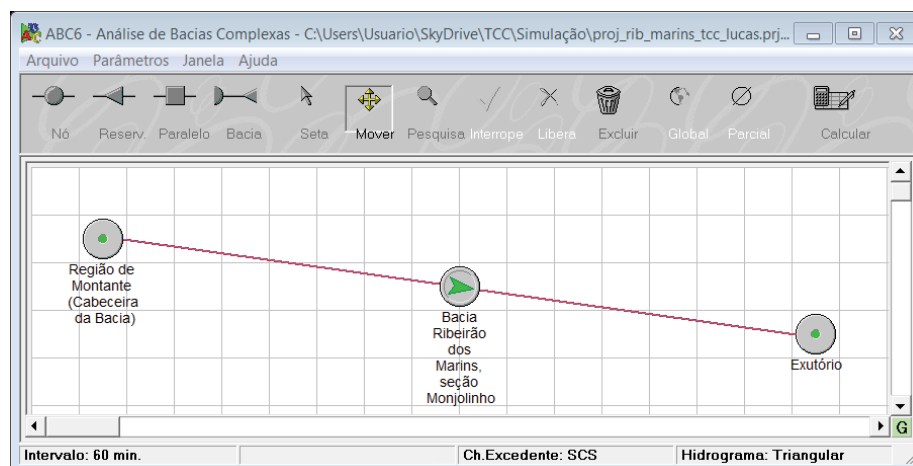 ABC6 - Análise de Bacias Complexas - C:\Users\Usuario\SkyDrive\TCC\Simulação\proj_rib_marins_tcc_lucas.prj...
Arquivo Parâmetros Janela Ajuda
Nó Reserv. Paralelo Bacia Seta Mover Pesquisa Interrope Libera Excluir Global Parcial Calcular
Região de
Montante
(Cabeceira
da Bacia)
Bacia
Ribeirão
dos
Marins,
seção
Monjolinho
Exutório
G
Intervalo: 60 min. Ch.Excedente: SCS Hidrograma: Triangular